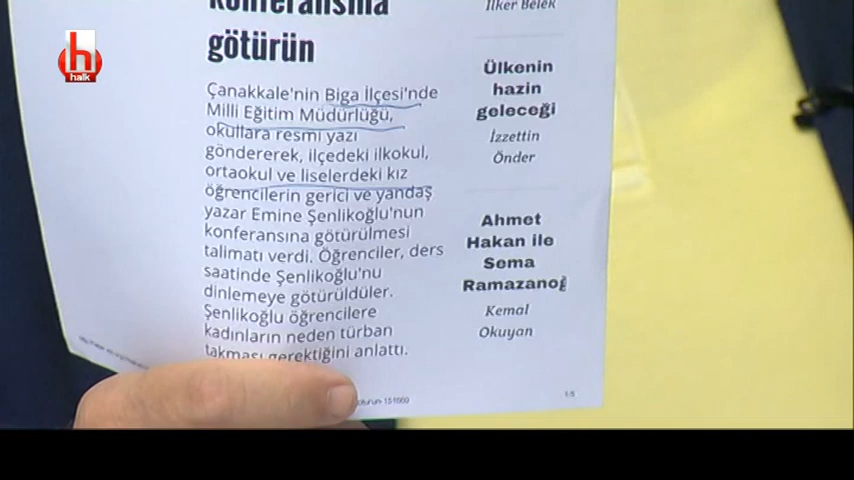 h
halk
konferansına
götürün
Çanakkale'nin Biga İlçesi'nde
Milli Eğitim Müdürlüğü,
okullara resmi yazı
göndererek, ilçedeki ilkokul,
ortaokul ve liselerdeki kız
öğrencilerin gerici ve yandaş
yazar Emine Şenlikoğlu'nun
konferansına götürülmesi
talimatı verdi. Öğrenciler, ders
saatinde Şenlikoğlu'nu
dinlemeye götürüldüler.
Şenlikoğlu öğrencilere
kadınların neden türban
takması gerektiğini anlattı.
İlker Belek
Ülkenin
hazin
geleceği
İzzettin
Önder
Ahmet
Hakan ile
Sema
Ramazanoğ
Kemal
Okuyan
1/5